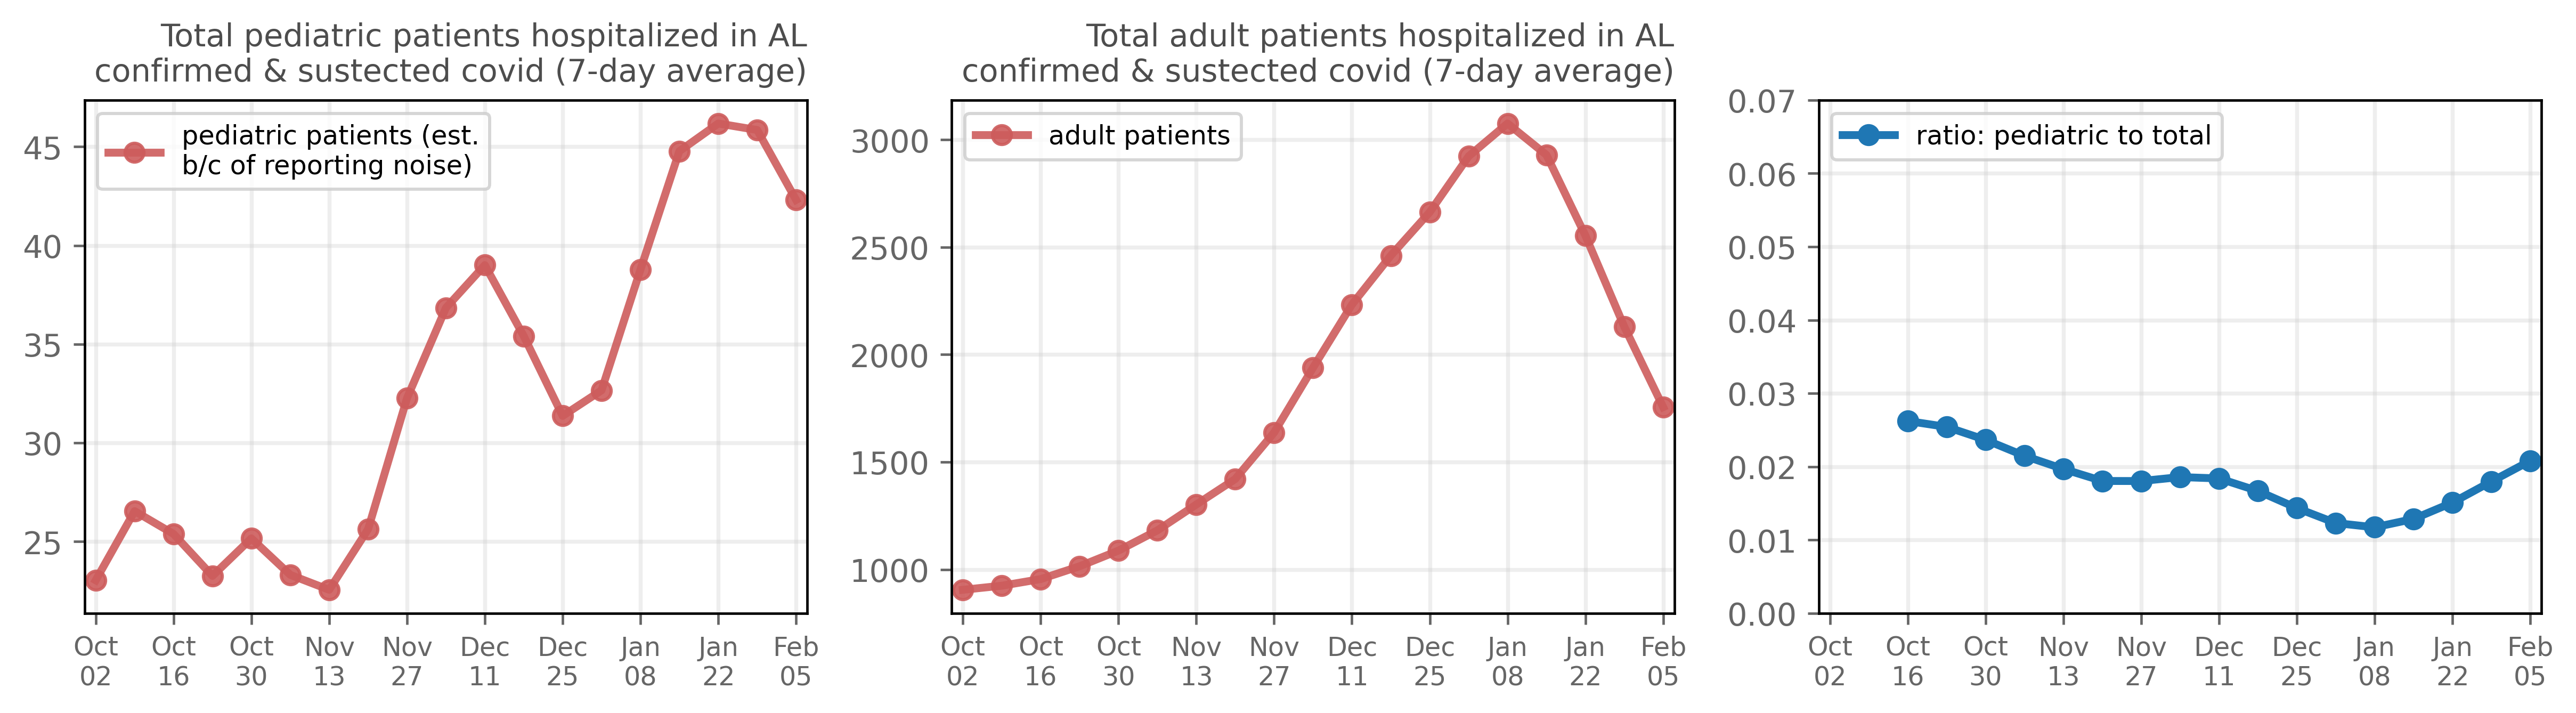 Total pediatric patients hospitalized in AL
confirmed & sustected covid (7-day average)
pediatric patients (est.
b/c of reporting noise)
45
40
35
30
25
Oct Oct Oct Nov Nov Dec Dec Jan Jan Feb
02 16 30 13 27 11 25 08 22 05
Total adult patients hospitalized in AL
confirmed & sustected covid (7-day average)
adult patients
3000
2500
2000
1500
1000
Oct Oct Oct Nov Nov Dec Dec Jan Jan Feb
02 16 30 13 27 11 25 08 22 05
ratio: pediatric to total
0.07
0.06
0.05
0.04
0.03
0.02
0.01
0.00
Oct Oct Oct Nov Nov Dec Dec Jan Jan Feb
02 16 30 13 27 11 25 08 22 05